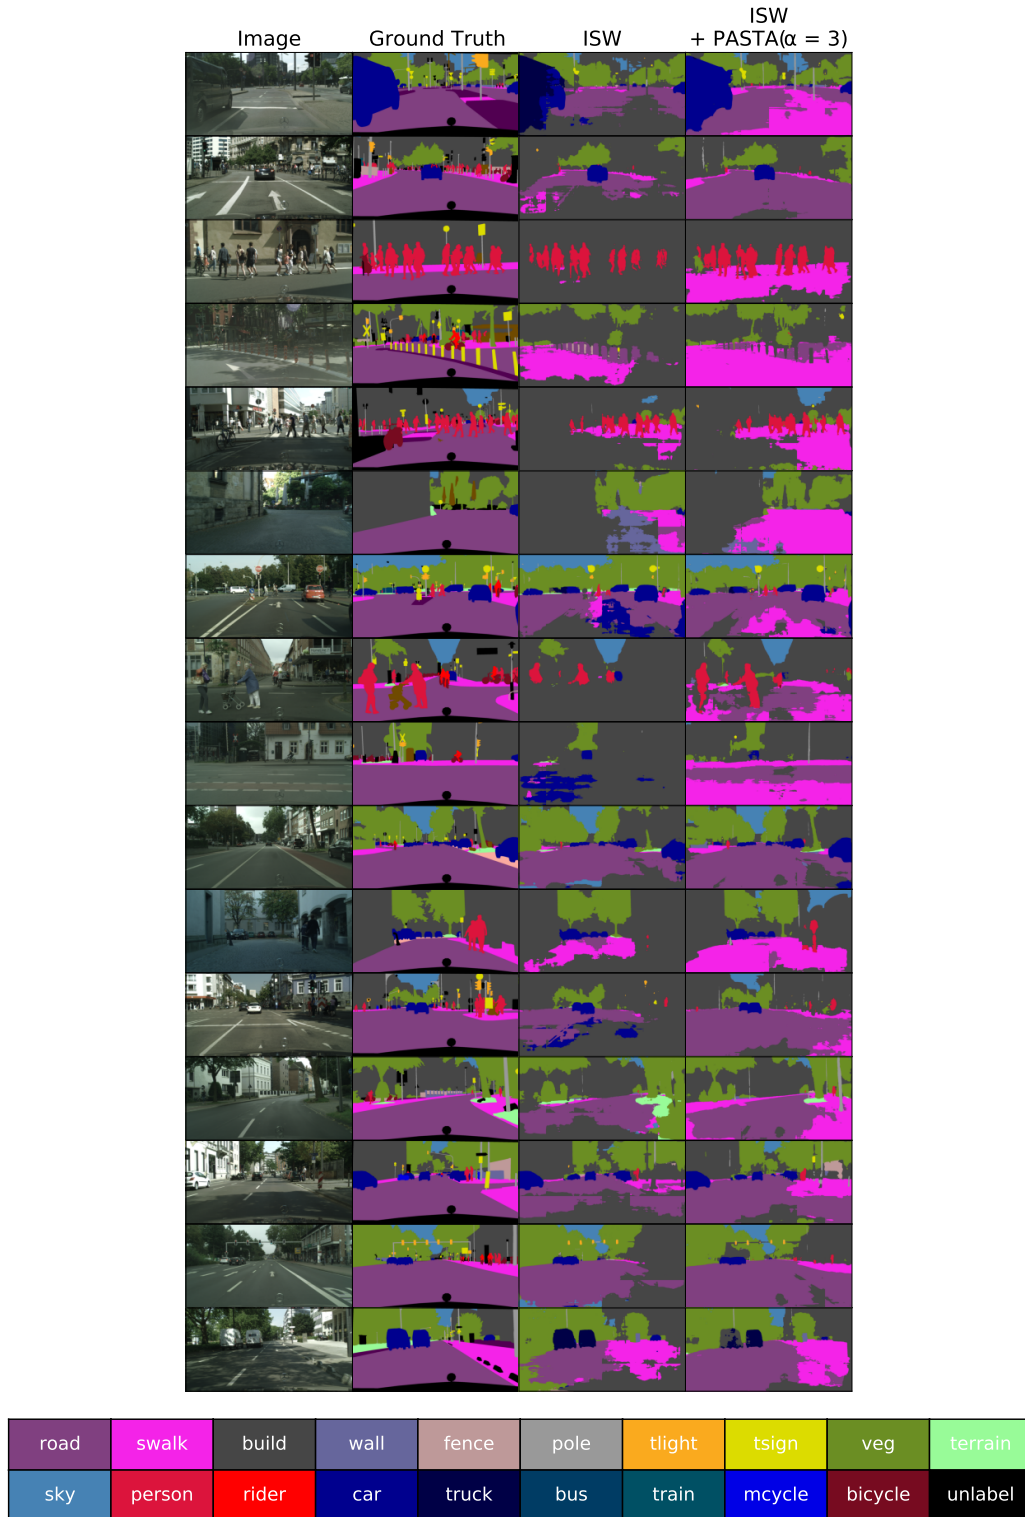 Image
Ground Truth
ISW
ISW
+ PASTA(α = 3)
road swalk build wall fence pole tlight tsign veg terrain
sky person rider car truck bus train mcycle bicycle unlabel